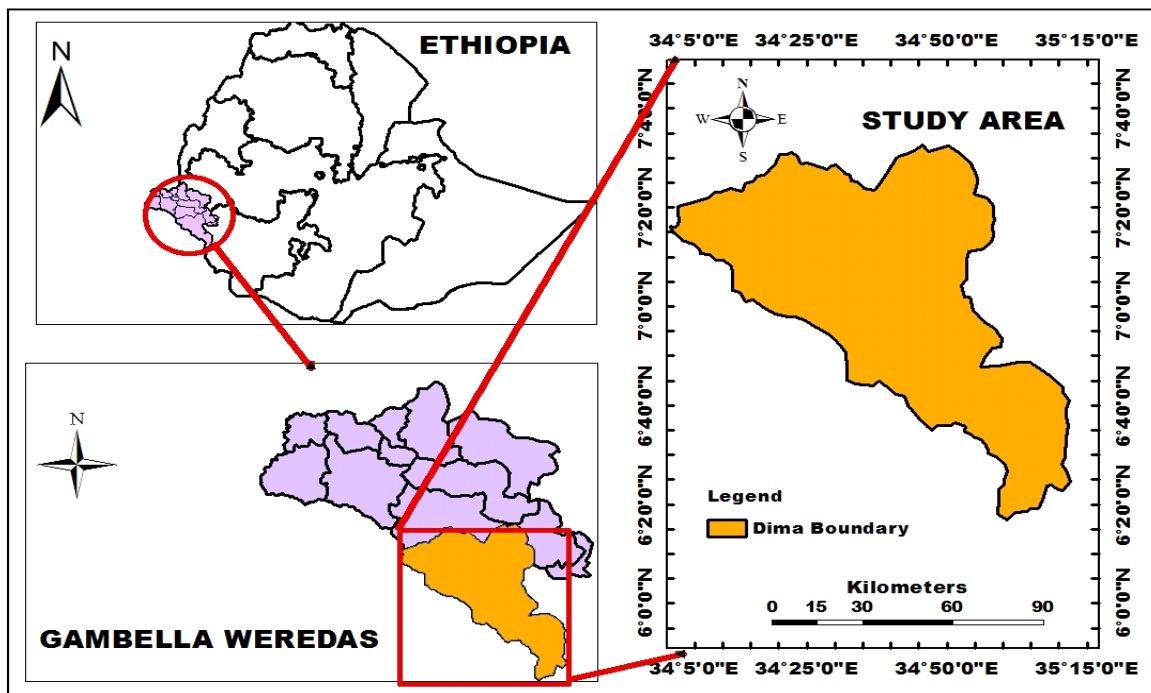 ETHIOPIA
N
GAMBELLA WEREDAS
N
34°5'0"E 34°25'0"E 34°50'0"E 35°15'0"E
7°40'0"N
7°20'0"N
7°0'0"N
6°40'0"N
6°20'0"N
6°0'0"N
N
W E
S
STUDY AREA
7°40'0"N
7°20'0"N
7°0'0"N
6°40'0"N
6°20'0"N
6°0'0"N
Legend
Dima Boundary
Kilometers
0 15 30 60 90
34°5'0"E 34°25'0"E 34°50'0"E 35°15'0"E